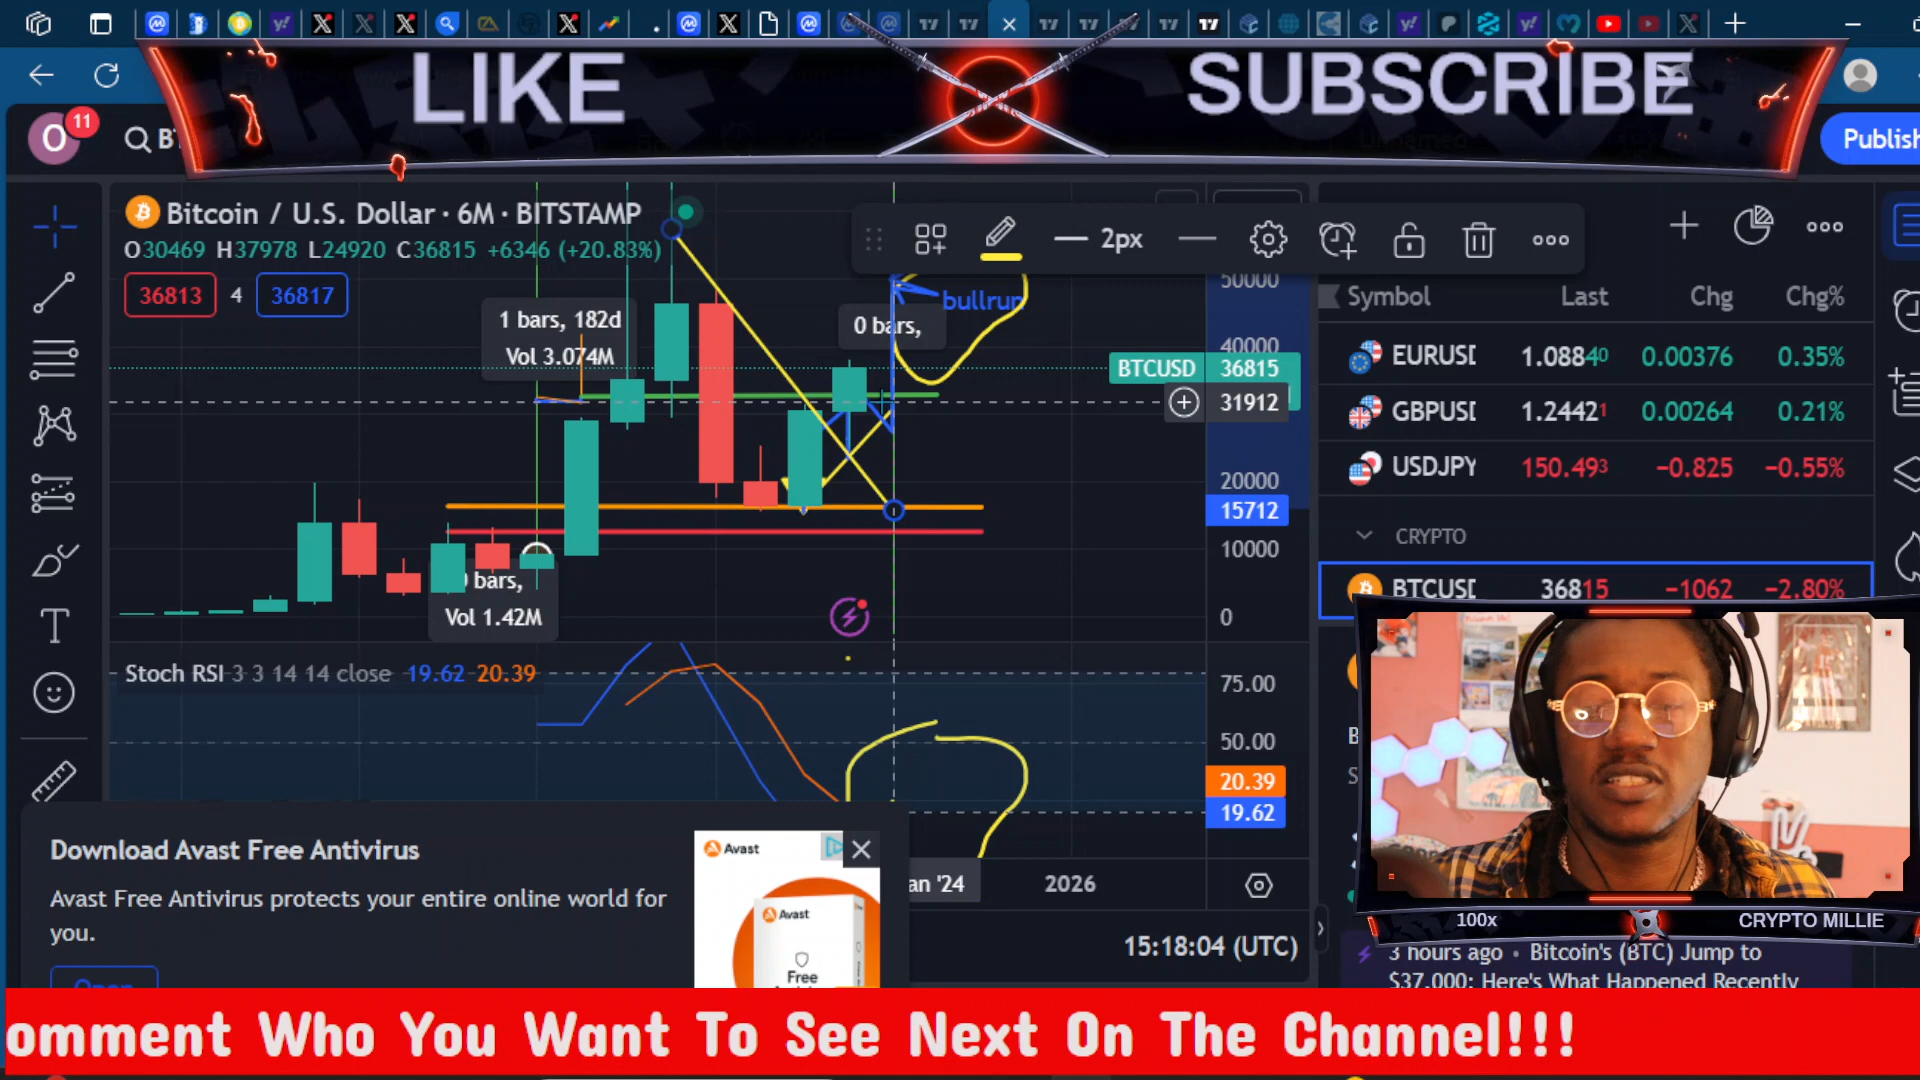 LIKE
SUBSCRIBE
11
O
Publish
Bitcoin / U.S. Dollar · 6M · BITSTAMP
O30469 H37978 L24920 C36815 +6346 (+20.83%)
36813 4 36817
2px
1 bars, 182d
Vol 3.074M
0 bars,
bullrun
bars,
Vol 1.42M
50000
40000
BTCUSD 36815
31912
20000
15712
10000
0
Stoch RSI 3 3 14 14 close 19.62 20.39
75.00
50.00
20.39
19.62
an '24
2026
15:18:04 (UTC)
Symbol Last Chg Chg%
EURUSD 1.08840 0.00376 0.35%
GBPUSD 1.24421 0.00264 0.21%
USDJPY 150.493 −0.825 −0.55%
CRYPTO
BTCUSD 36815 −1062 −2.80%
100x
CRYPTO MILLIE
3 hours ago · Bitcoin's (BTC) Jump to
$37,000: Here's What Happened Recently
Download Avast Free Antivirus
Avast Free Antivirus protects your entire online world for
you.
Open
Avast
Avast
Free
omment Who You Want To See Next On The Channel!!!